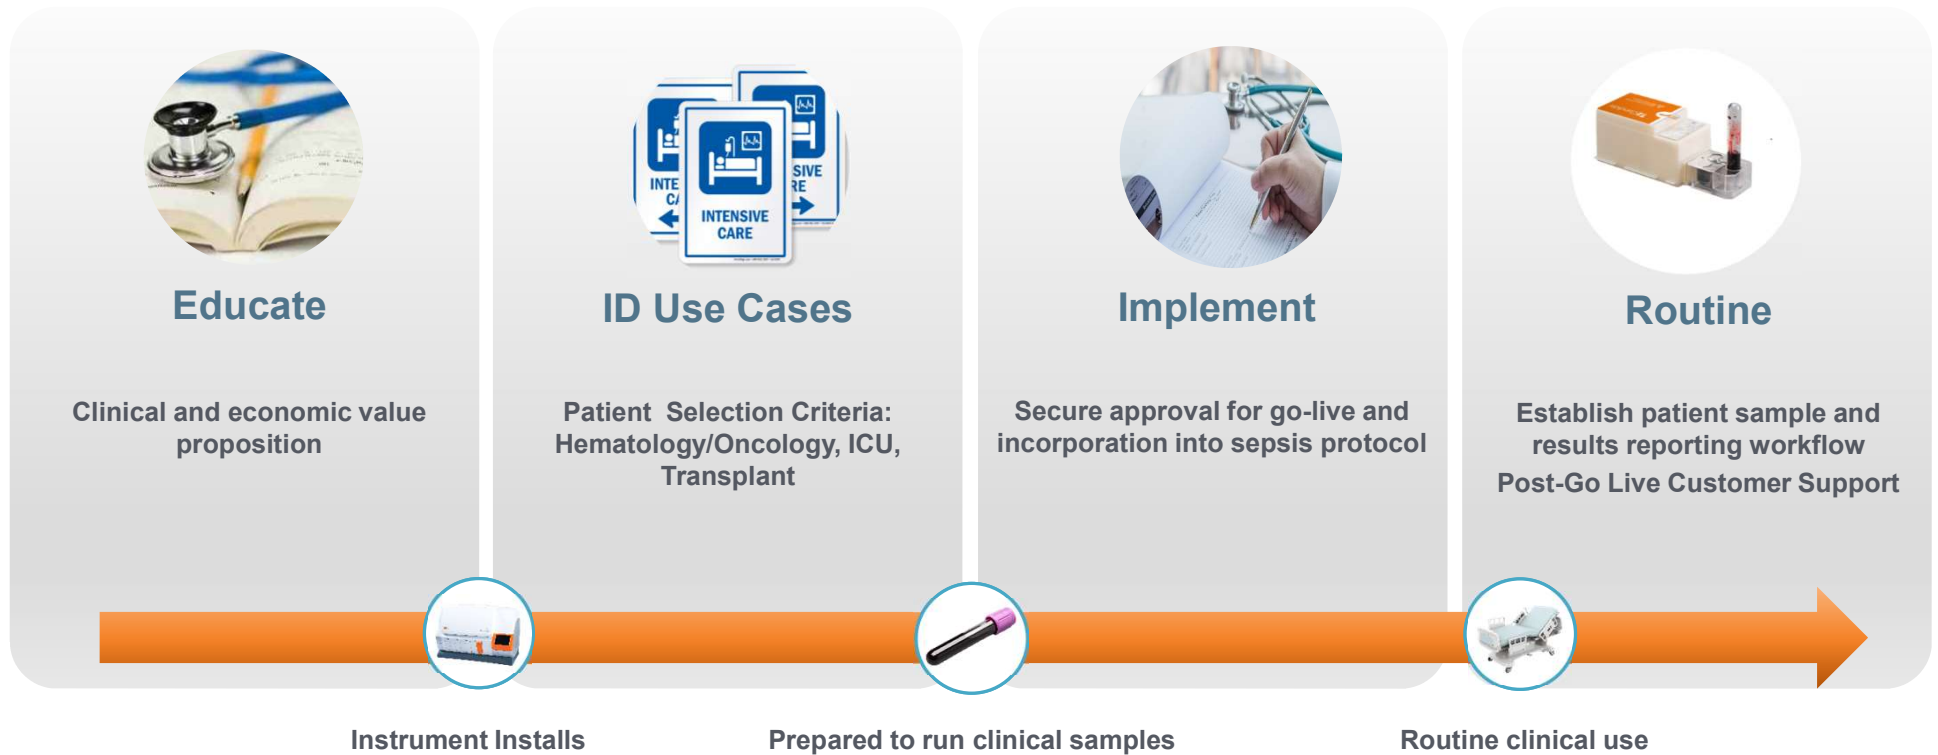 INTENSIVE
CARE
Educate
ID Use Cases
Implement
Routine
Clinical and economic value
proposition
Patient Selection Criteria:
Hematology/Oncology, ICU,
Transplant
Secure approval for go-live and
incorporation into sepsis protocol
Establish patient sample and
results reporting workflow
Post-Go Live Customer Support
Instrument Installs
Prepared to run clinical samples
Routine clinical use